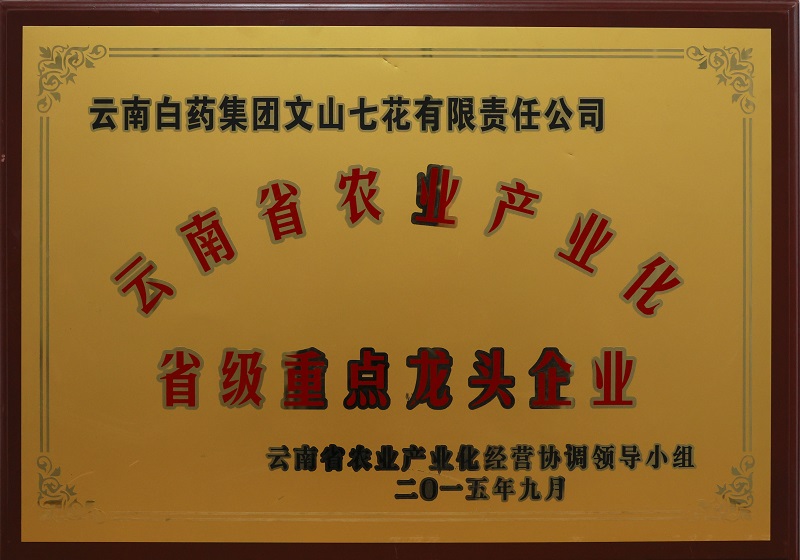 云南白药集团文山七花有限责任公司
云南省农业产业化
省级重点龙头企业
云南省农业产业化经营协调领导小组
二〇一五年九月